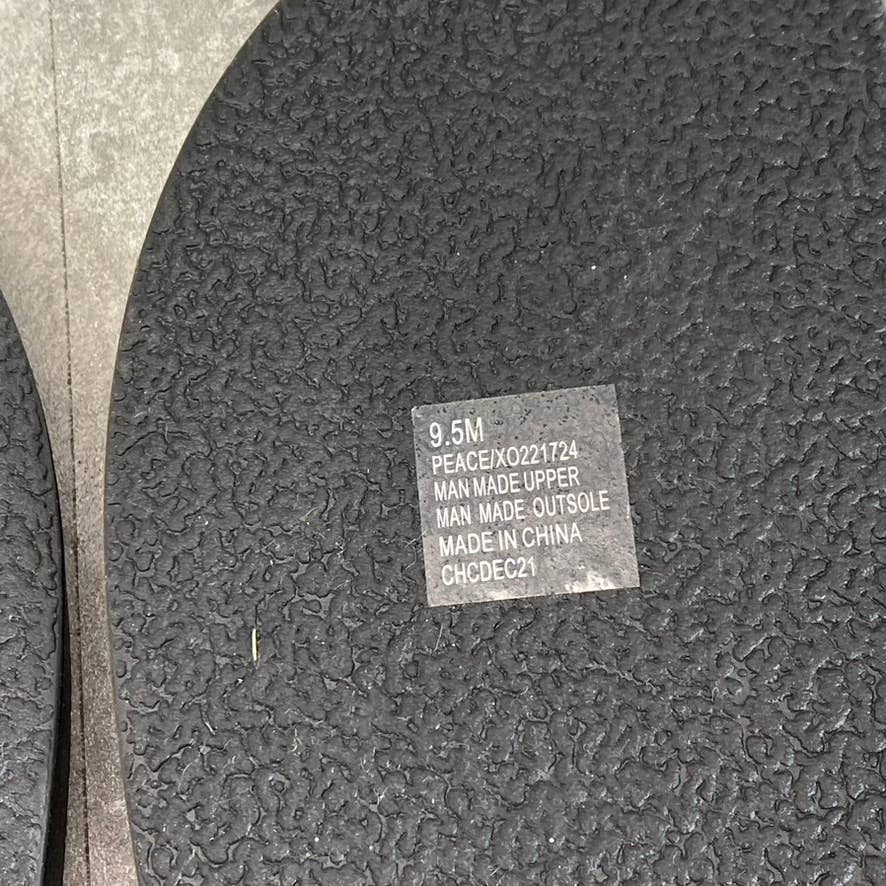 9.5M
PEACE/XO221724
MAN MADE UPPER
MAN MADE OUTSOLE
MADE IN CHINA
CHCDEC21